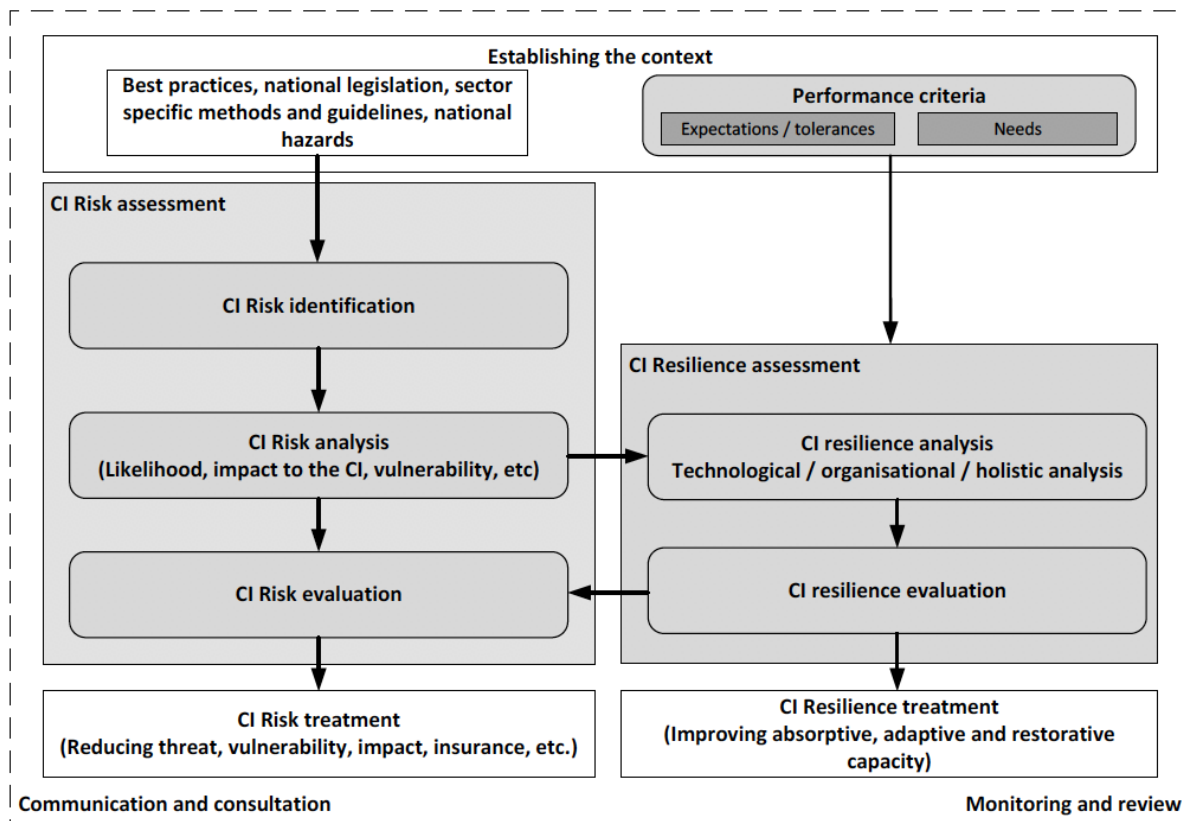 Establishing the context
Best practices, national legislation, sector
specific methods and guidelines, national
hazards
Performance criteria
Expectations / tolerances
Needs
CI Risk assessment
CI Risk identification
CI Risk analysis
(Likelihood, impact to the CI, vulnerability, etc)
CI Risk evaluation
CI Resilience assessment
CI resilience analysis
Technological / organisational / holistic analysis
CI resilience evaluation
CI Risk treatment
(Reducing threat, vulnerability, impact, insurance, etc.)
CI Resilience treatment
(Improving absorptive, adaptive and restorative
capacity)
Communication and consultation
Monitoring and review